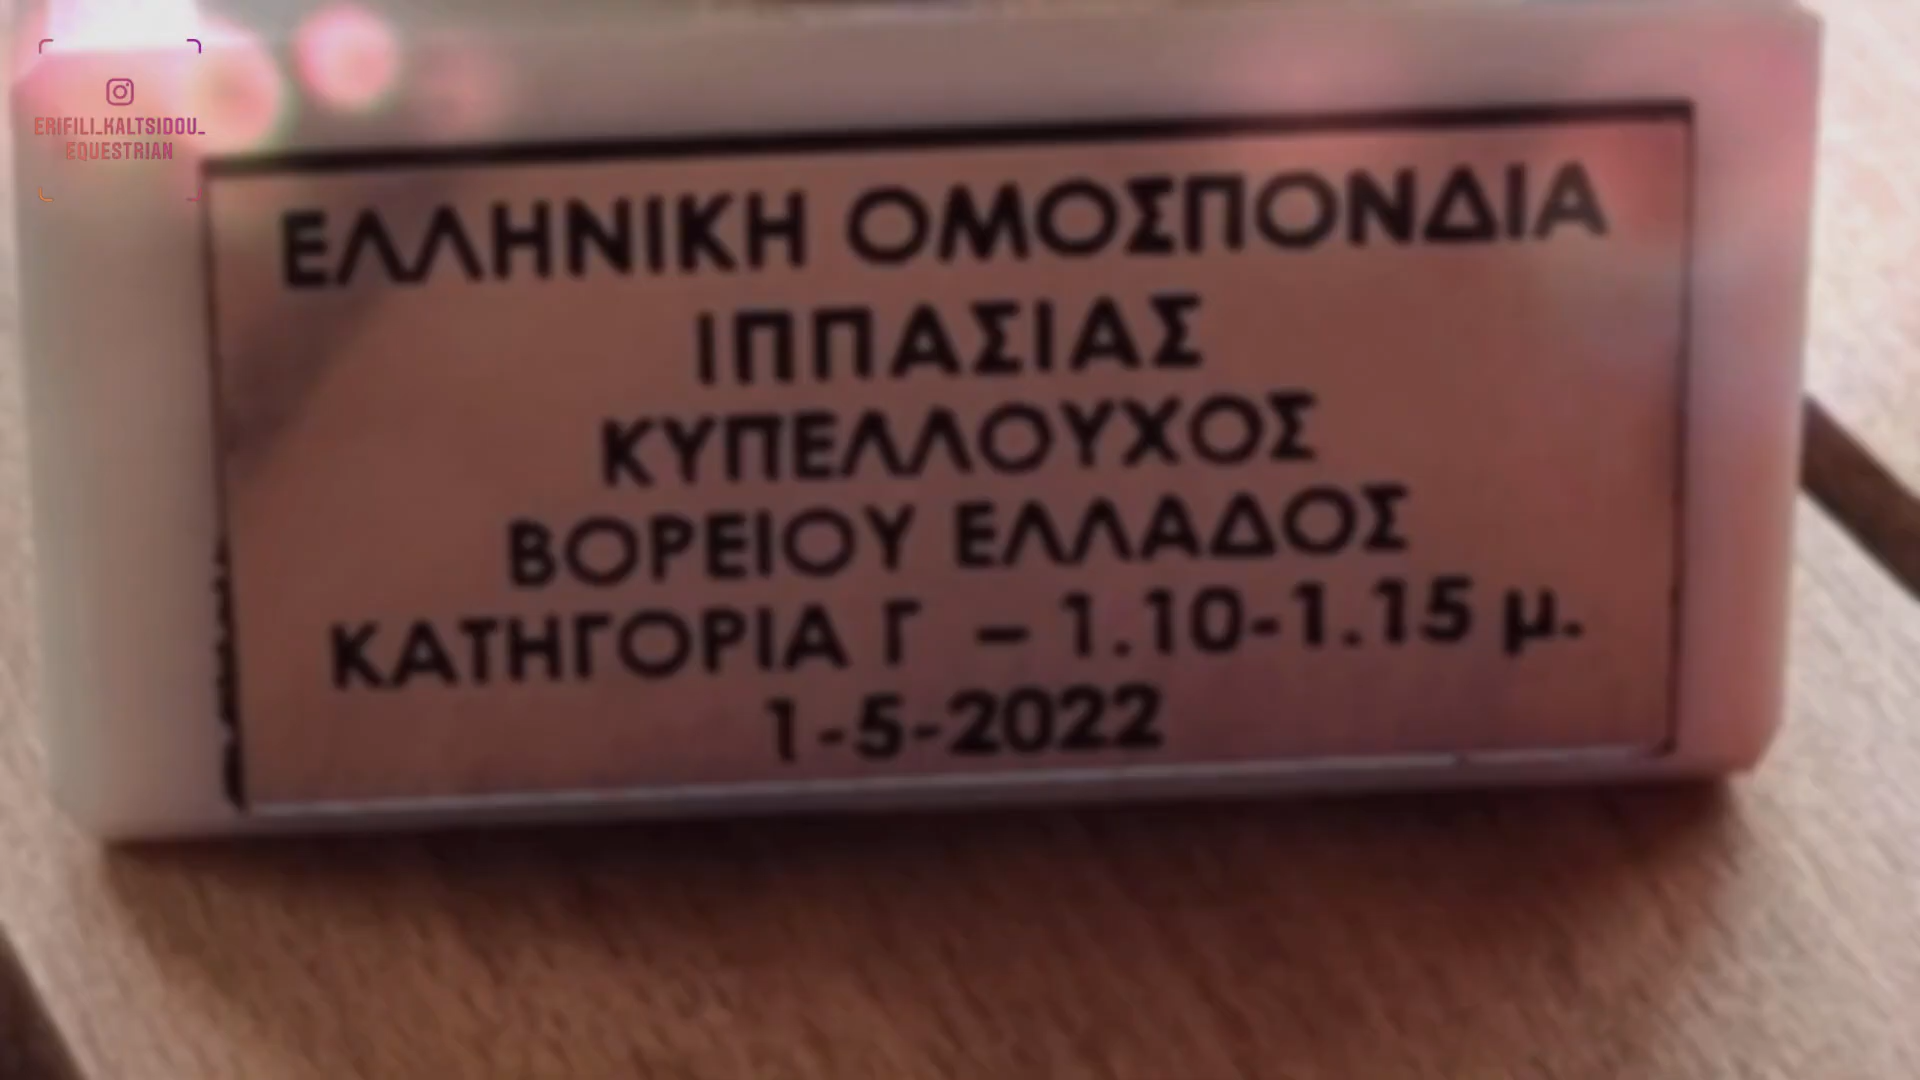 ERIFILI_KALTSIDOU_
EQUESTRIAN
ΕΛΛΗΝΙΚΗ ΟΜΟΣΠΟΝΔΙΑ
ΙΠΠΑΣΙΑΣ
ΚΥΠΕΛΛΟΥΧΟΣ
ΒΟΡΕΙΟΥ ΕΛΛΑΔΟΣ
ΚΑΤΗΓΟΡΙΑ Γ – 1.10-1.15 μ.
1-5-2022